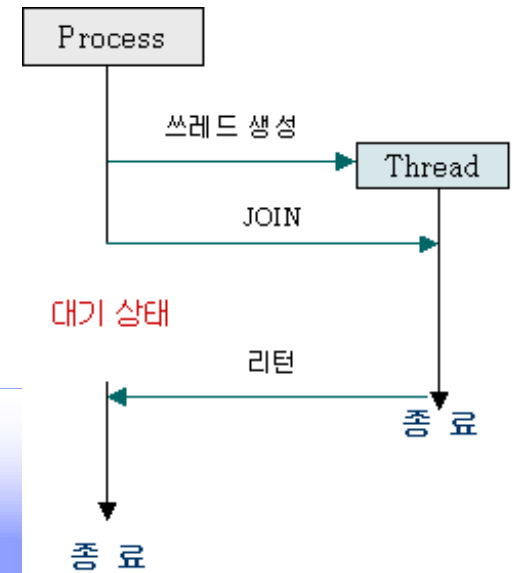 Process
쓰레드 생성
Thread
JOIN
대기 상태
리턴
종 료
종 료